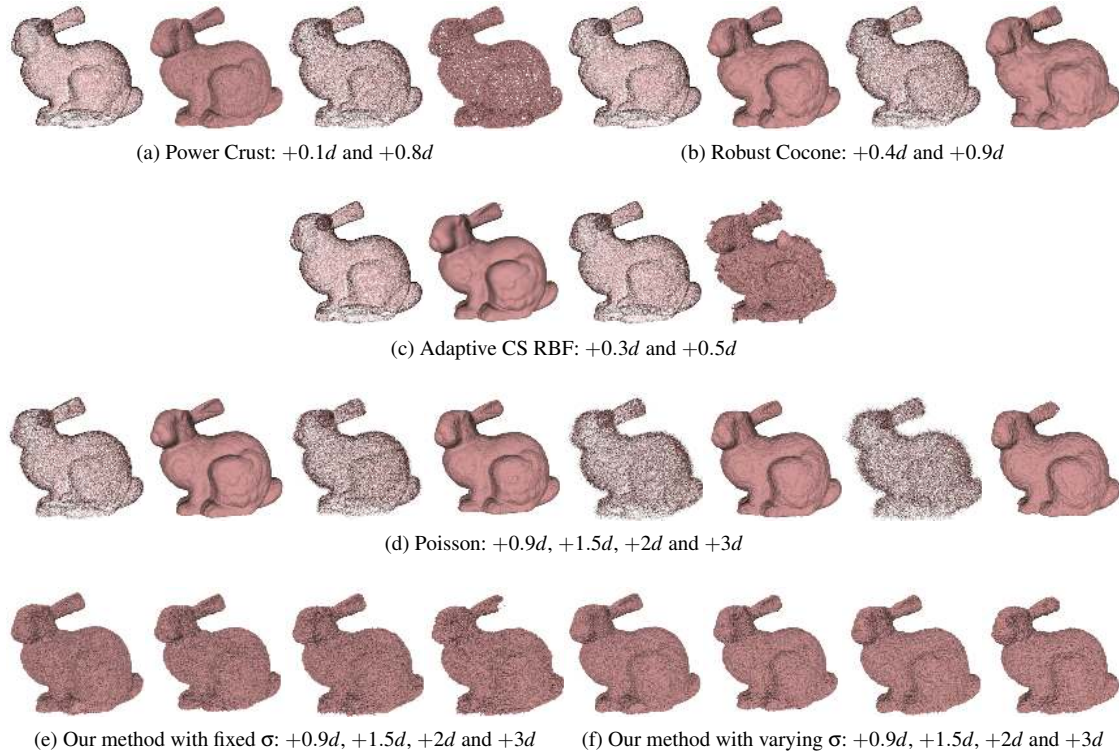 (a) Power Crust: +0.1d and +0.8d
(b) Robust Cocone: +0.4d and +0.9d
(c) Adaptive CS RBF: +0.3d and +0.5d
(d) Poisson: +0.9d, +1.5d, +2d and +3d
(e) Our method with fixed σ: +0.9d, +1.5d, +2d and +3d
(f) Our method with varying σ: +0.9d, +1.5d, +2d and +3d